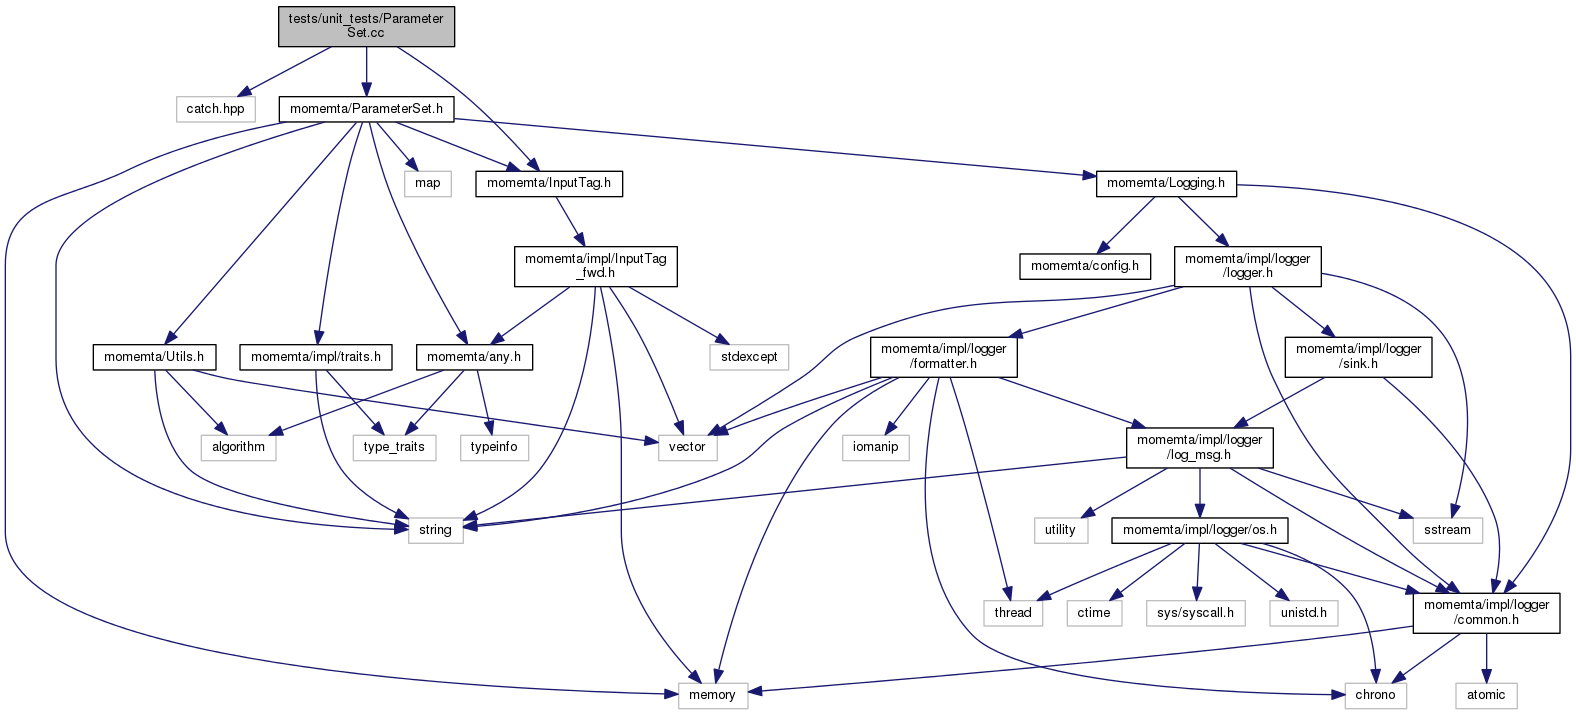 tests/unit_tests/Parameter
Set.cc
catch.hpp
momemta/ParameterSet.h
map
momemta/InputTag.h
momemta/Logging.h
momemta/impl/InputTag
_fwd.h
momemta/config.h
momemta/impl/logger
/logger.h
momemta/Utils.h
momemta/impl/traits.h
momemta/any.h
stdexcept
momemta/impl/logger
/formatter.h
momemta/impl/logger
/sink.h
algorithm
type_traits
typeinfo
vector
iomanip
momemta/impl/logger
/log_msg.h
string
utility
momemta/impl/logger/os.h
sstream
thread
ctime
sys/syscall.h
unistd.h
momemta/impl/logger
/common.h
memory
chrono
atomic